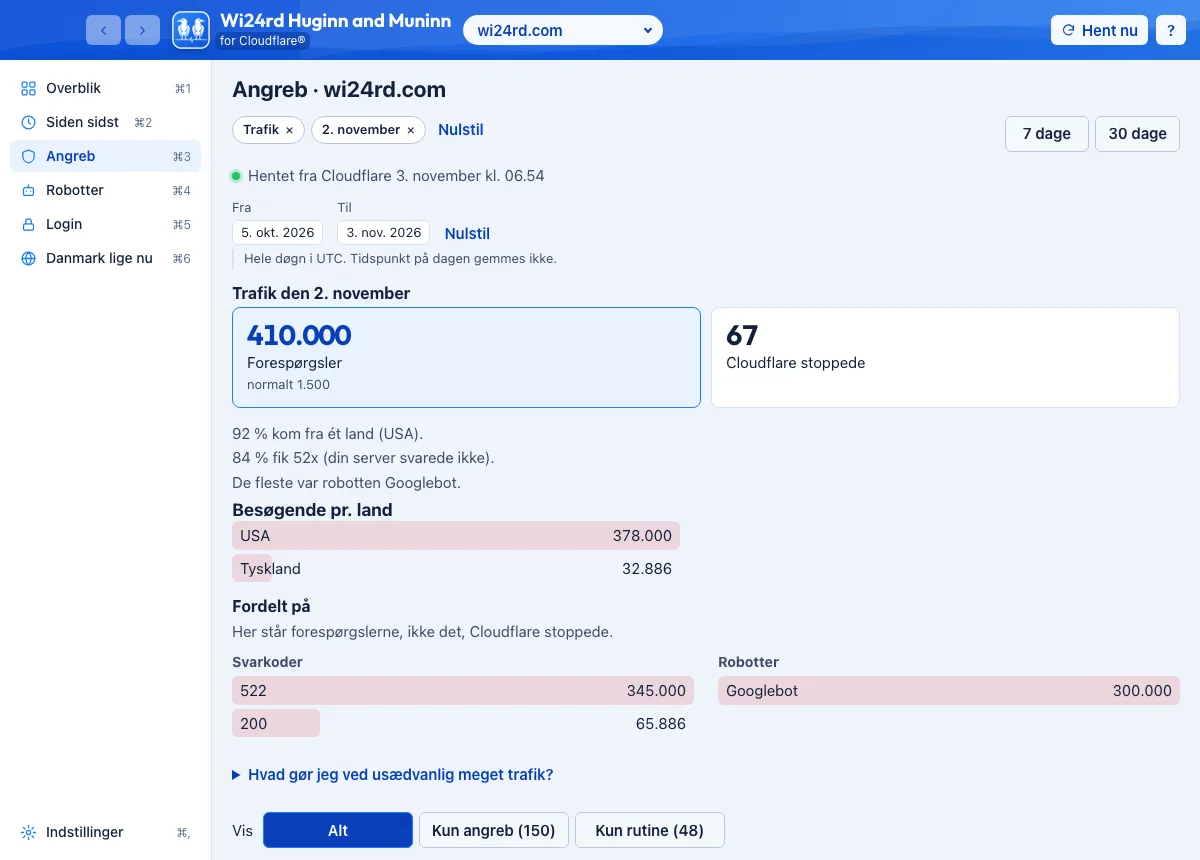 Wi24rd Huginn and Muninn
for Cloudflare®
wi24rd.com
Hent nu
?
Overblik ⌘1
Siden sidst ⌘2
Angreb ⌘3
Robotter ⌘4
Login ⌘5
Danmark lige nu ⌘6
Indstillinger ⌘,
Angreb · wi24rd.com
Trafik × 2. november × Nulstil
7 dage 30 dage
Hentet fra Cloudflare 3. november kl. 06.54
Fra Til
5. okt. 2026 3. nov. 2026 Nulstil
Hele døgn i UTC. Tidspunkt på dagen gemmes ikke.
Trafik den 2. november
410.000
Forespørgsler
normalt 1.500
67
Cloudflare stoppede
92 % kom fra ét land (USA).
84 % fik 52x (din server svarede ikke).
De fleste var robotten Googlebot.
Besøgende pr. land
USA 378.000
Tyskland 32.886
Fordelt på
Her står forespørgslerne, ikke det, Cloudflare stoppede.
Svarkoder
522 345.000
200 65.886
Robotter
Googlebot 300.000
Hvad gør jeg ved usædvanlig meget trafik?
Vis Alt Kun angreb (150) Kun rutine (48)